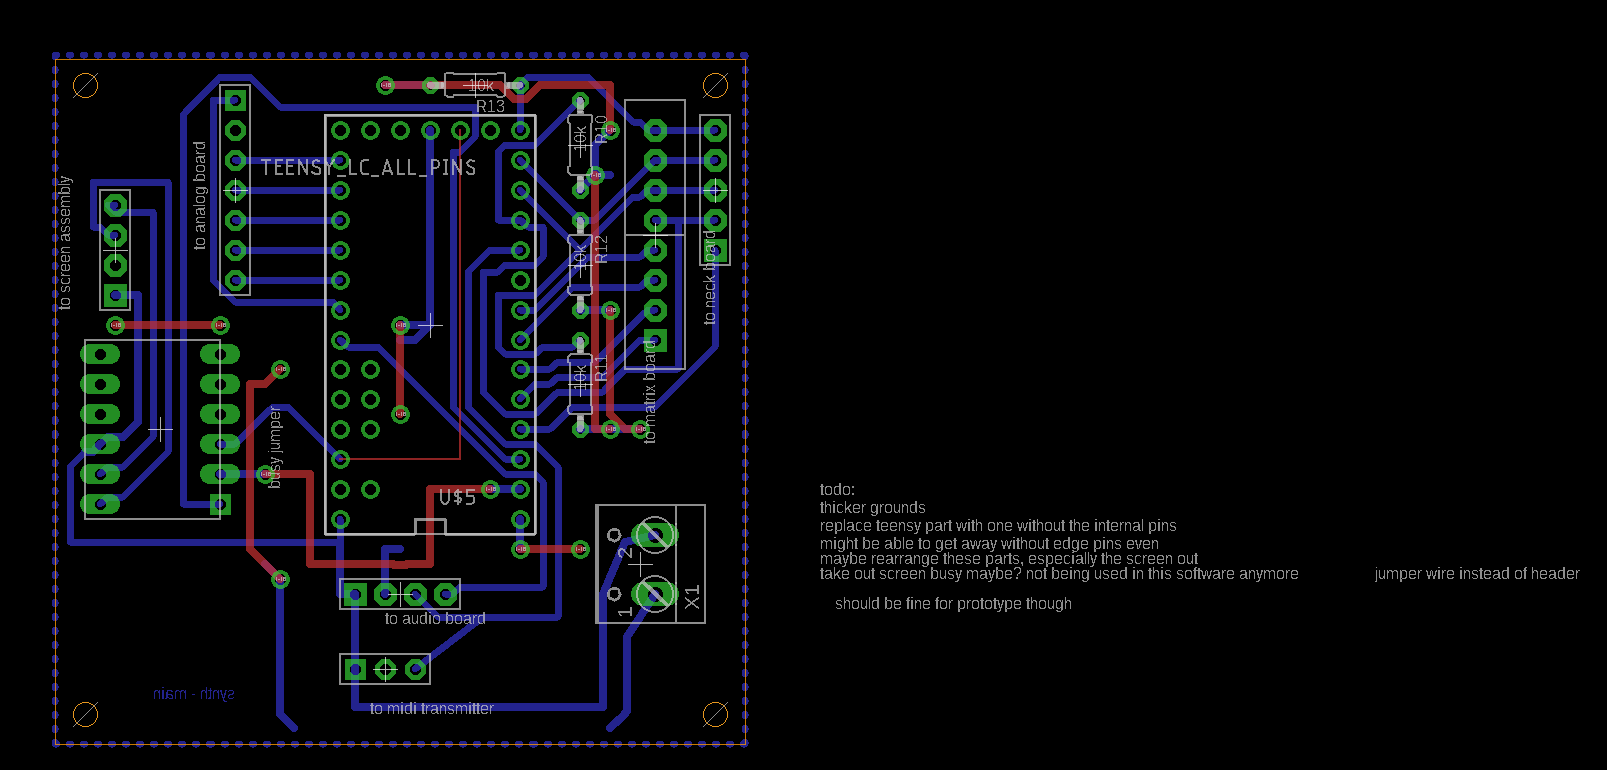 10k
R13
10k
R10
TEENSY_LC_ALL_PINS
to analog board
to screen assembly
10k
R12
to neck board
10k
R11
to matrix board
busy jumper
U$5
2
1
X1
to audio board
to midi transmitter
synth - main
todo:
thicker grounds
replace teensy part with one without the internal pins
might be able to get away without edge pins even
maybe rearrange these parts, especially the screen out
take out screen busy maybe? not being used in this software anymore jumper wire instead of header
should be fine for prototype though